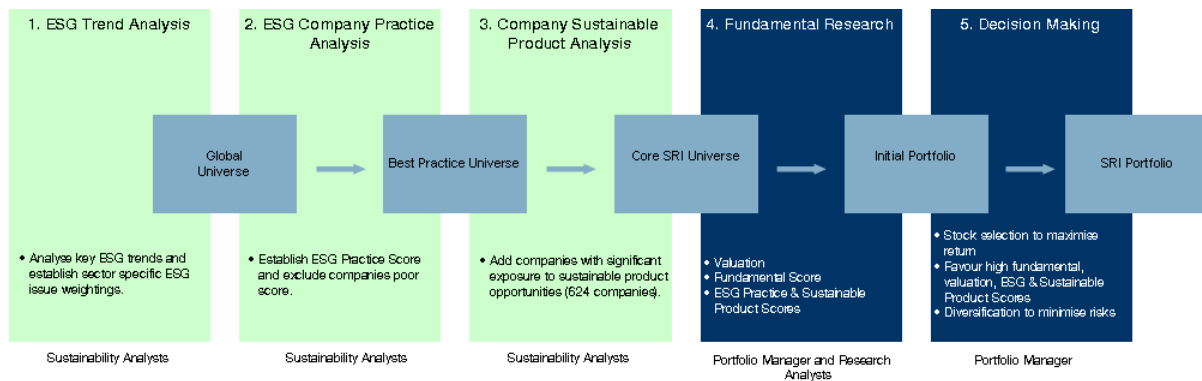 1. ESG Trend Analysis
2. ESG Company Practice
Analysis
3. Company Sustainable
Product Analysis
4. Fundamental Research
5. Decision Making
Global
Universe
Best Practice Universe
Core SRI Universe
Initial Portfolio
SRI Portfolio
• Analyse key ESG trends and
establish sector specific ESG
issue weightings.
• Establish ESG Practice Score
and exclude companies poor
score.
• Add companies with significant
exposure to sustainable product
opportunities (624 companies).
• Valuation
• Fundamental Score
• ESG Practice & Sustainable
Product Scores
• Stock selection to maximise
return
• Favour high fundamental,
valuation, ESG & Sustainable
Product Scores
• Diversification to minimise risks
Sustainability Analysts
Sustainability Analysts
Sustainability Analysts
Portfolio Manager and Research
Analysts
Portfolio Manager